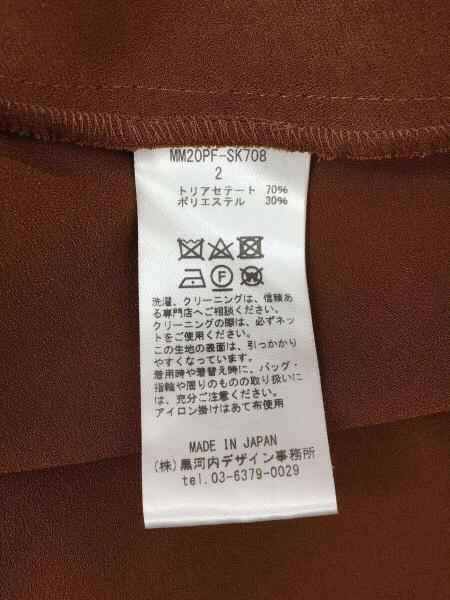 MM20PF-SK708
2
トリアセテート 70%
ポリエステル 30%
洗濯、クリーニングは、信頼あ
る専門店へご相談ください。
クリーニングの際は、必ずネッ
トをご使用ください。
この生地の表面は、引っかかり
やすくなっています。
着用時や着替え時に、バッグ・
指輪や周りのものの取り扱いに
は、充分ご注意ください。
アイロン掛けはあて布使用
MADE IN JAPAN
(株)黒河内デザイン事務所
tel.03-6379-0029